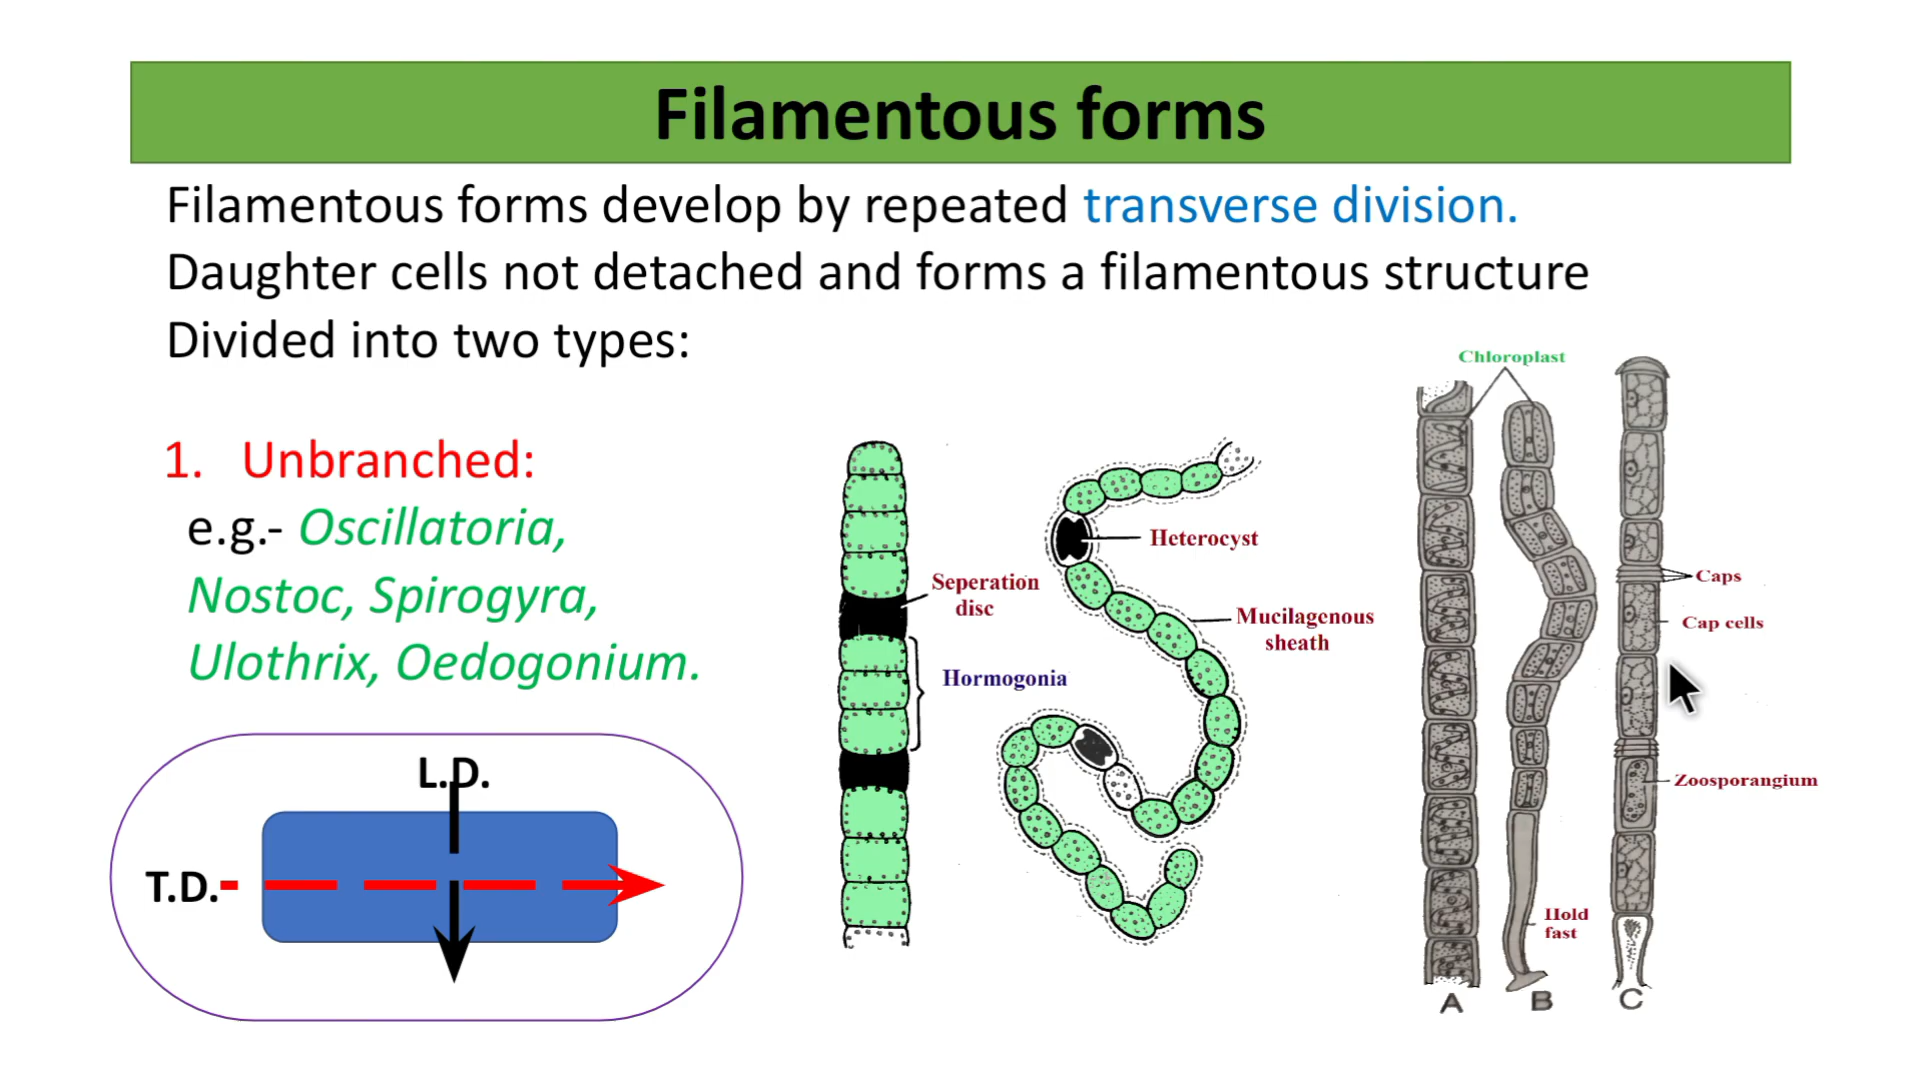 Filamentous forms
Filamentous forms develop by repeated transverse division.
Daughter cells not detached and forms a filamentous structure
Divided into two types:
1. Unbranched:
e.g.- Oscillatoria,
Nostoc, Spirogyra,
Ulothrix, Oedogonium.
L.D.
T.D.-
Seperation
disc
Hormogonia
Heterocyst
Mucilagenous
sheath
Chloroplast
Caps
Cap cells
Zoosporangium
Hold
fast
A
B
C